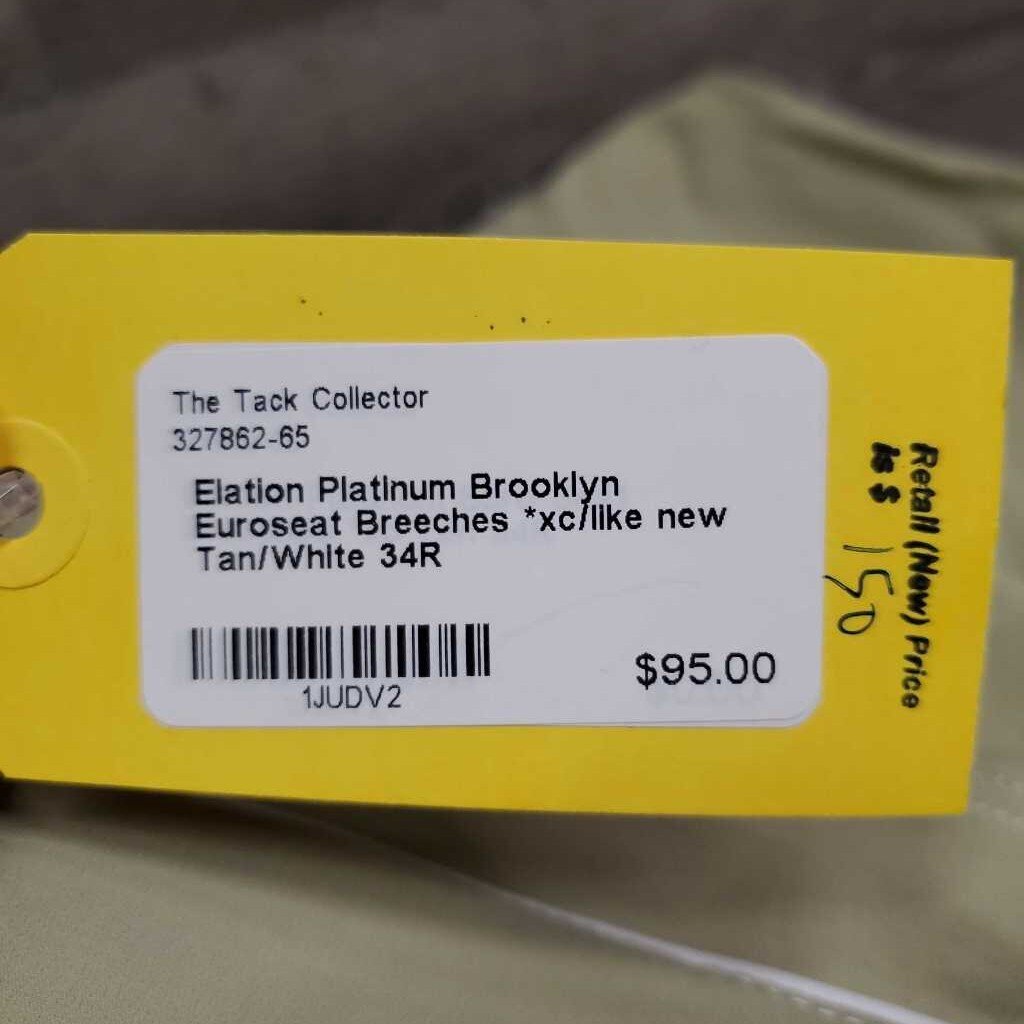 The Tack Collector
327862-65
Elation Platinum Brooklyn
Euroseat Breeches *xc/like new
Tan/White 34R
1JUDV2
$95.00
Retail (New) Price
is $ 150